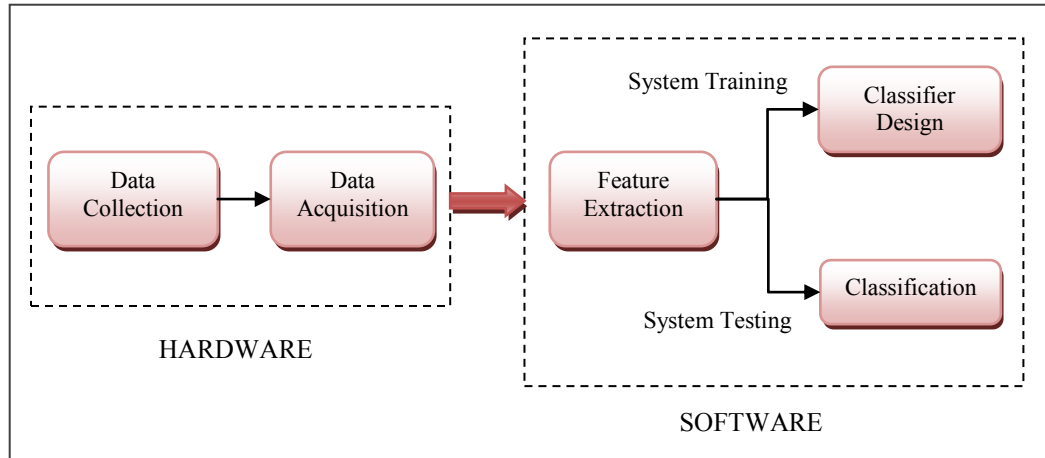 Data
Collection
Data
Acquisition
HARDWARE
Feature
Extraction
System Training
Classifier
Design
System Testing
Classification
SOFTWARE